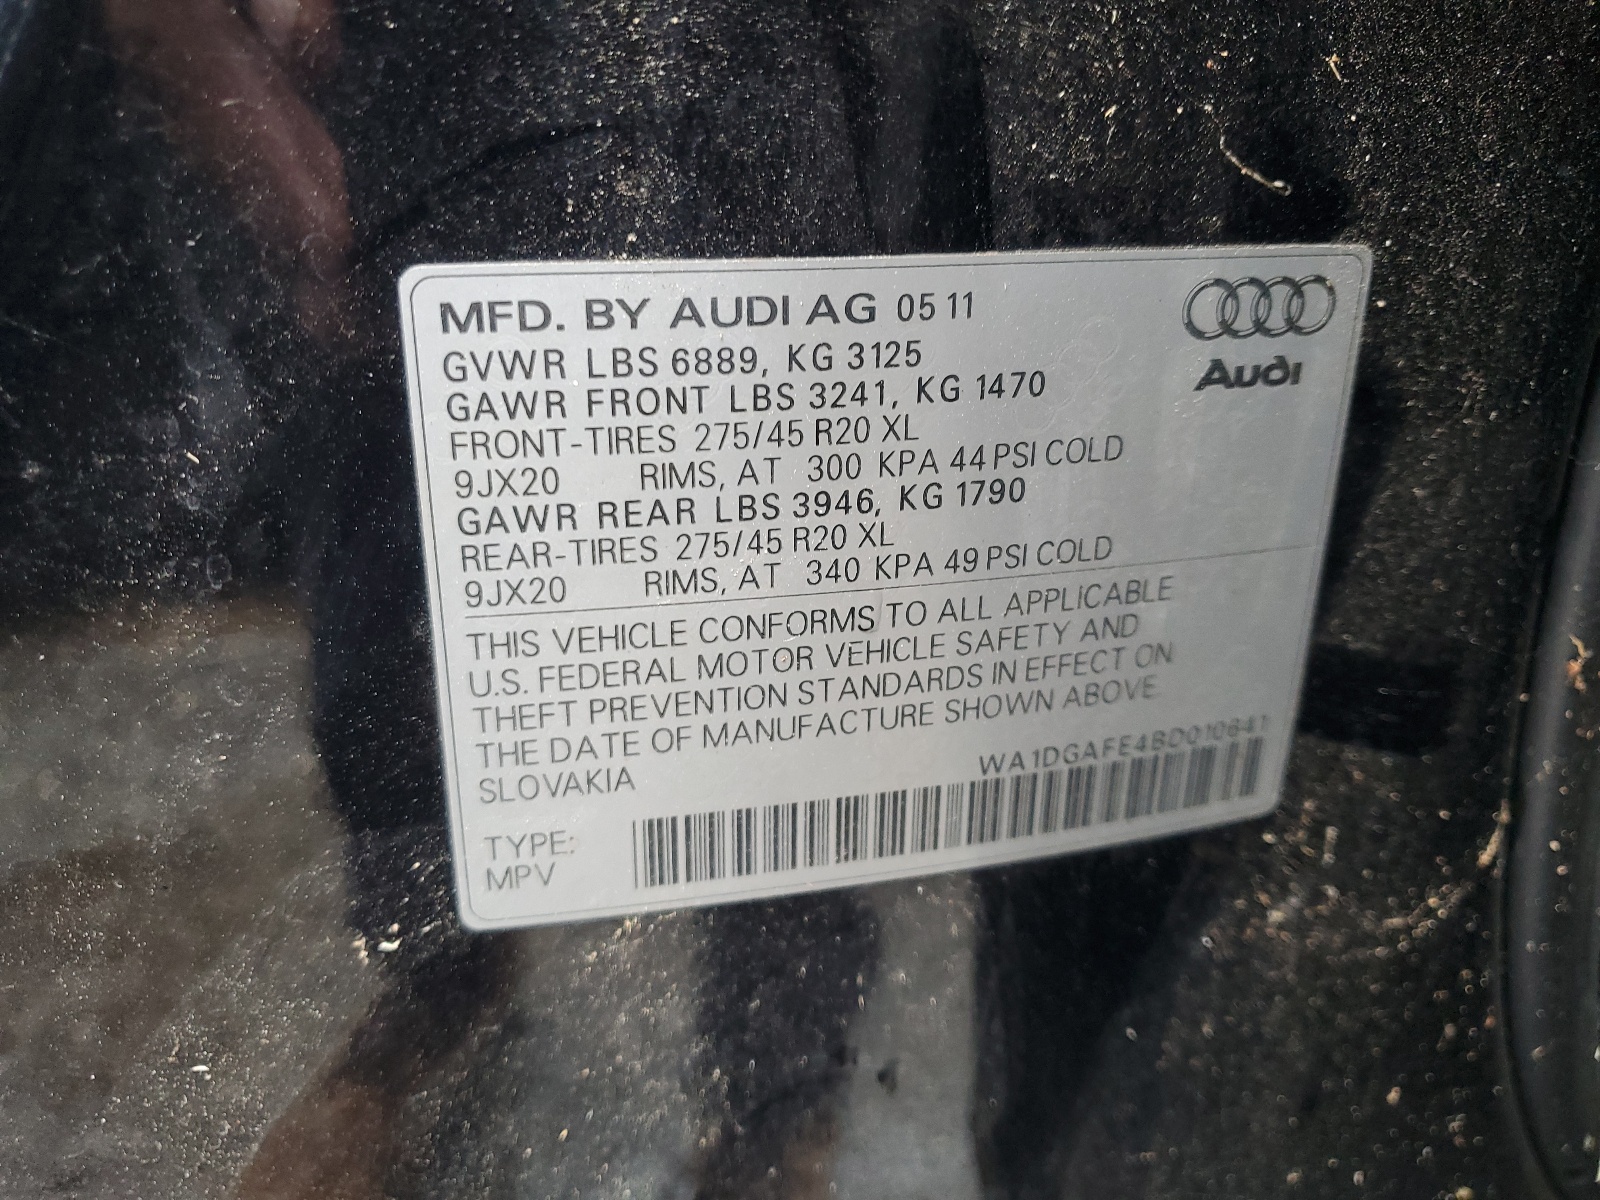 MFD. BY AUDI AG 05 11
GVWR LBS 6889, KG 3125
GAWR FRONT LBS 3241, KG 1470
FRONT-TIRES 275/45 R20 XL
9JX20 RIMS, AT 300 KPA 44 PSI COLD
GAWR REAR LBS 3946, KG 1790
REAR-TIRES 275/45 R20 XL
9JX20 RIMS, AT 340 KPA 49 PSI COLD
Audi
THIS VEHICLE CONFORMS TO ALL APPLICABLE
U.S. FEDERAL MOTOR VEHICLE SAFETY AND
THEFT PREVENTION STANDARDS IN EFFECT ON
THE DATE OF MANUFACTURE SHOWN ABOVE.
SLOVAKIA
WA1DGAFE4BD010641
TYPE:
MPV